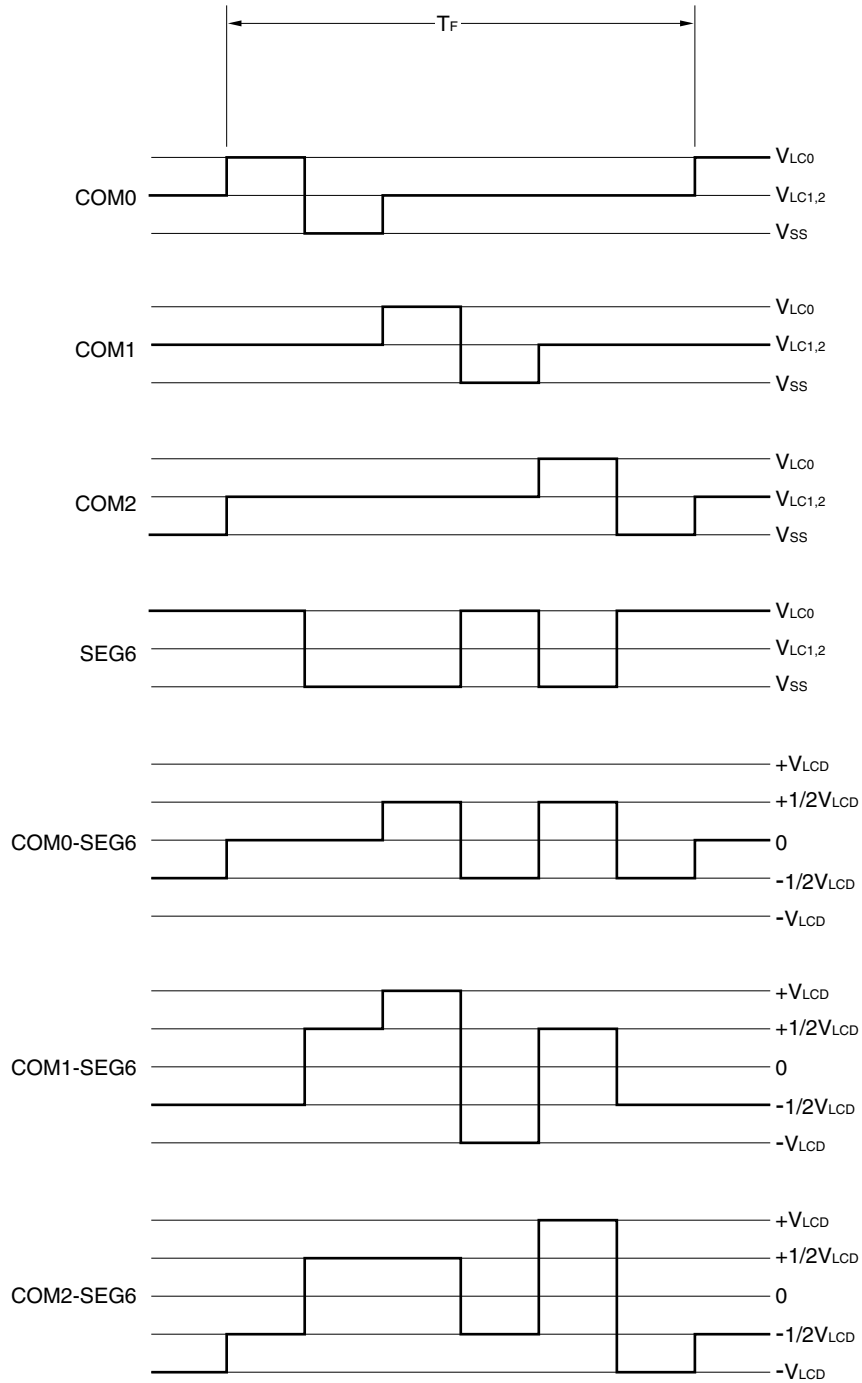 TF
COM0
VLC0
VLC1,2
VSS
COM1
VLC0
VLC1,2
VSS
COM2
VLC0
VLC1,2
VSS
SEG6
VLC0
VLC1,2
VSS
COM0-SEG6
+VLCD
+1/2VLCD
0
-1/2VLCD
-VLCD
COM1-SEG6
+VLCD
+1/2VLCD
0
-1/2VLCD
-VLCD
COM2-SEG6
+VLCD
+1/2VLCD
0
-1/2VLCD
-VLCD